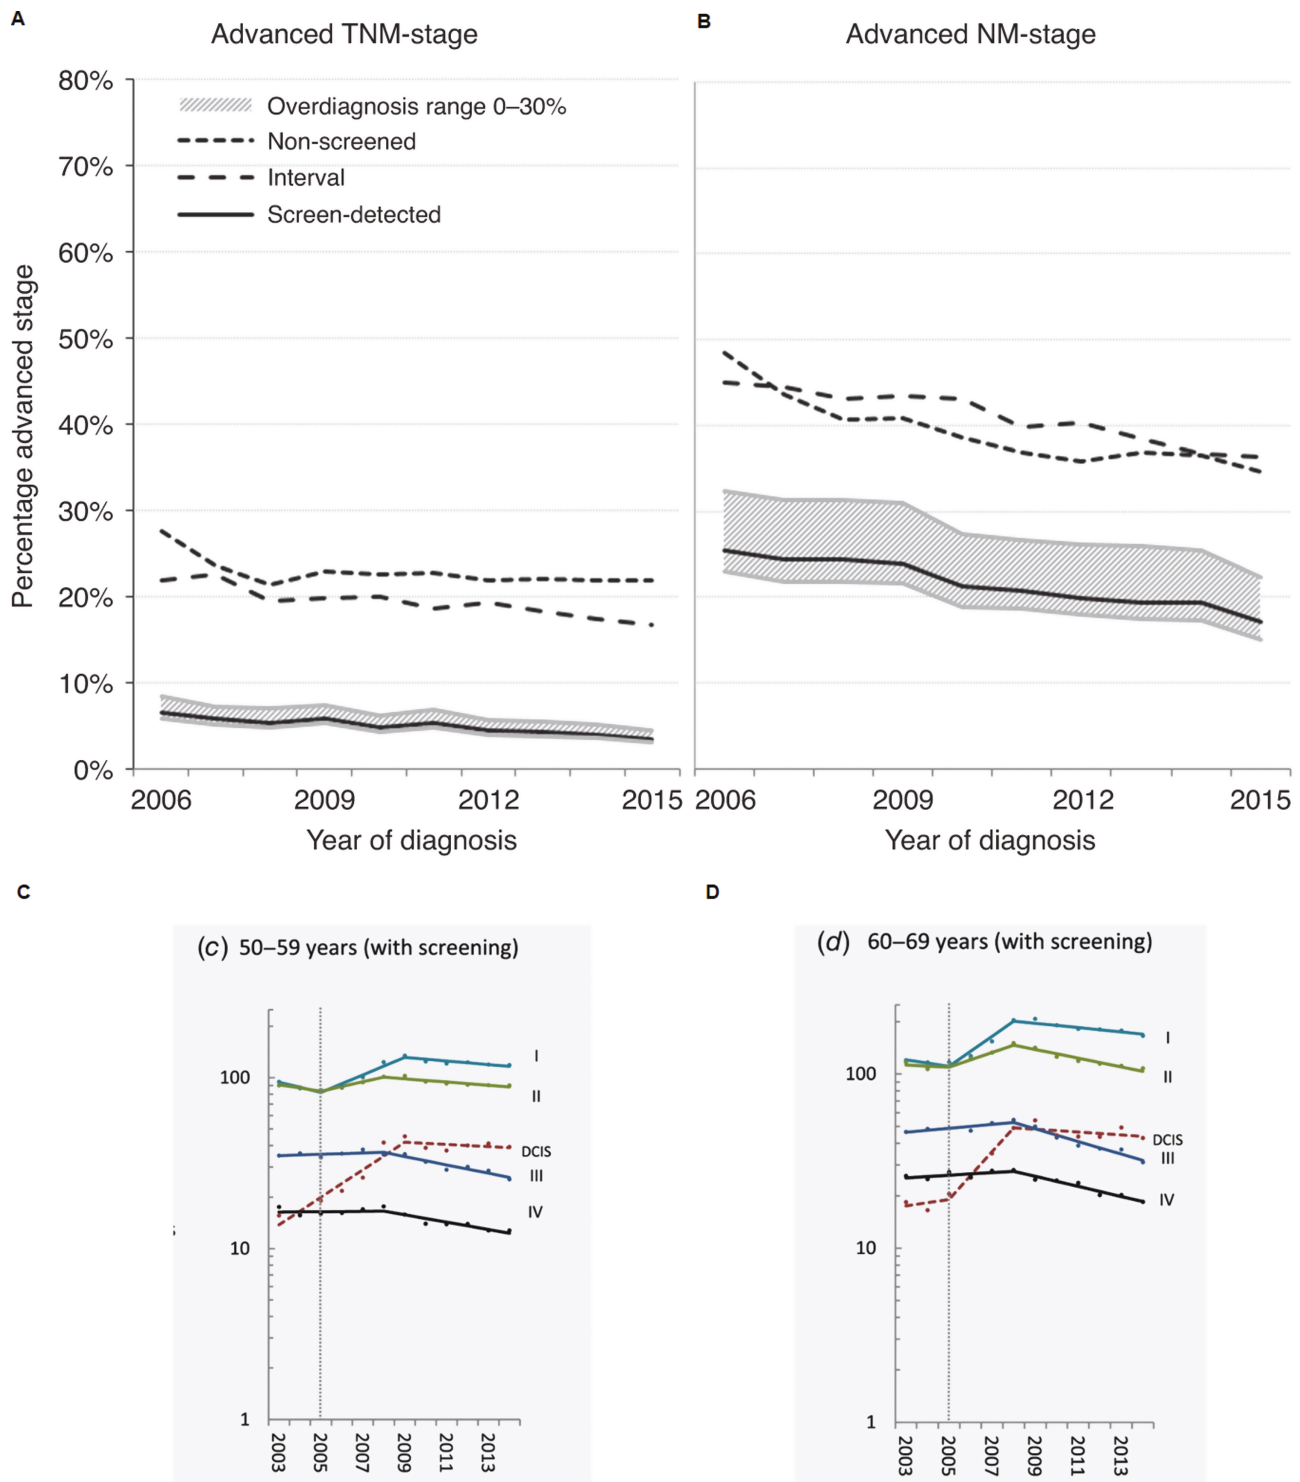 A
B
Advanced TNM-stage
Advanced NM-stage
Percentage advanced stage
80%
70%
60%
50%
40%
30%
20%
10%
0%
Overdiagnosis range 0–30%
Non-screened
Interval
Screen-detected
2006 2009 2012 2015
2006 2009 2012 2015
Year of diagnosis
Year of diagnosis
C
D
(c) 50–59 years (with screening)
100
10
1
I
II
DCIS
III
IV
2003 2005 2007 2009 2011 2013
(d) 60–69 years (with screening)
100
10
1
I
II
DCIS
III
IV
2003 2005 2007 2009 2011 2013